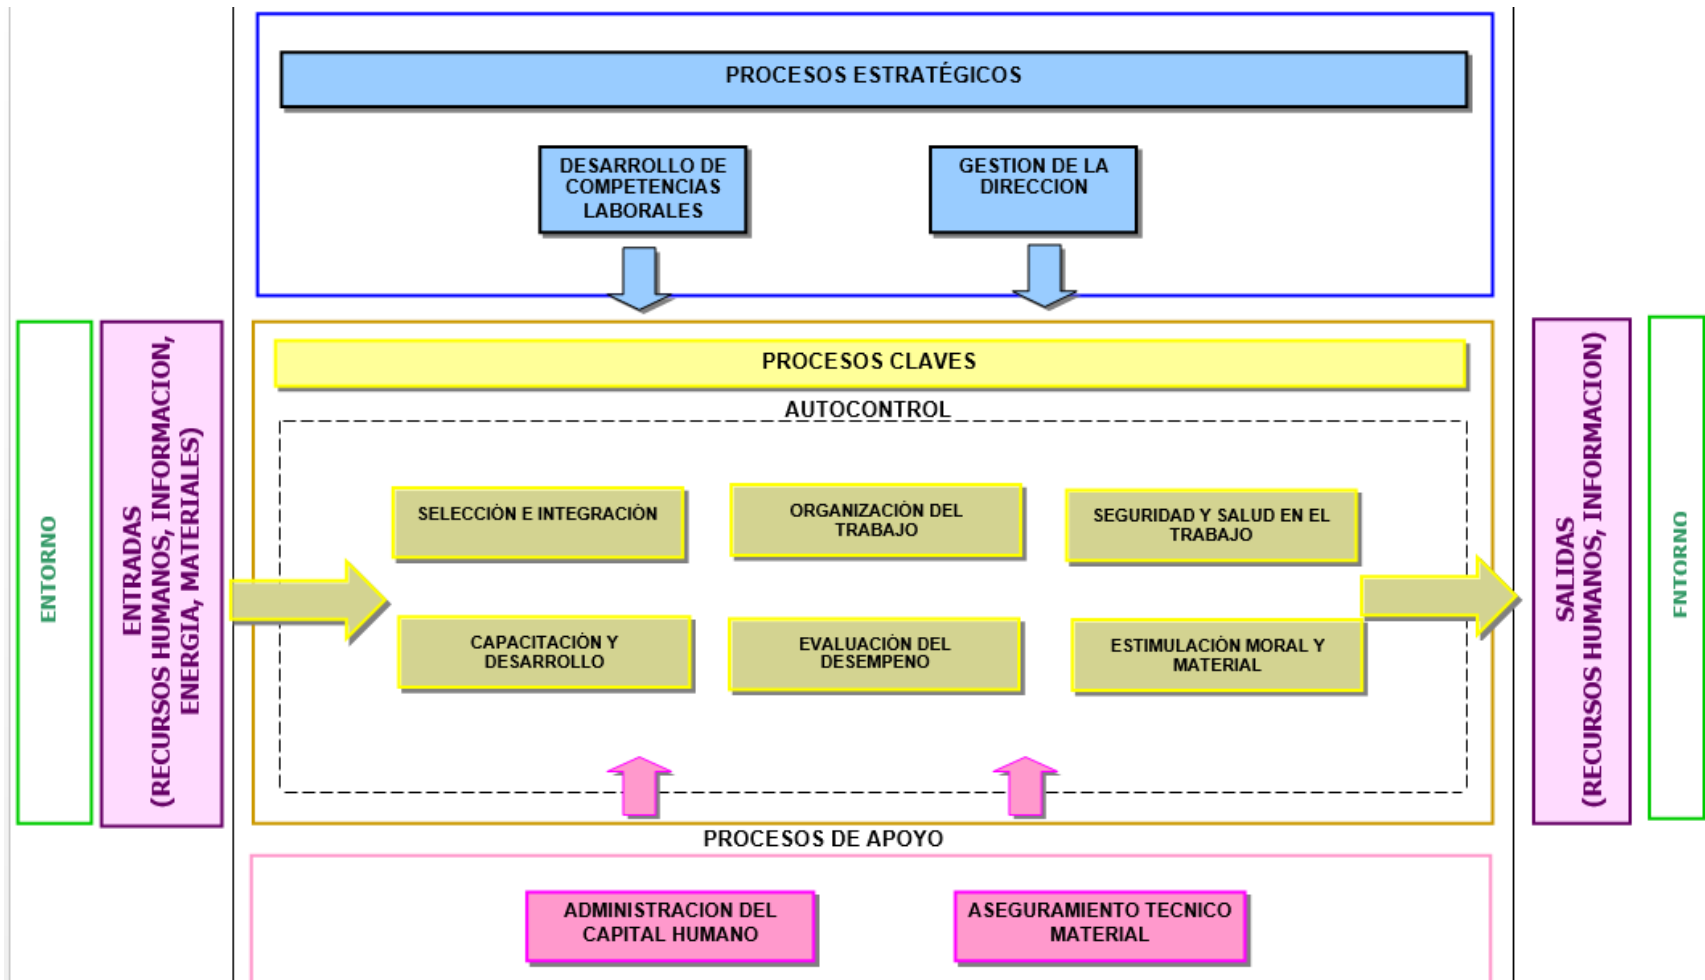 PROCESOS ESTRATÉGICOS
DESARROLLO DE
COMPETENCIAS
LABORALES
GESTION DE LA
DIRECCION
PROCESOS CLAVES
AUTOCONTROL
ENTORNO
ENTRADAS
(RECURSOS HUMANOS, INFORMACION,
ENERGIA, MATERIALES)
SELECCIÓN E INTEGRACIÓN
ORGANIZACIÓN DEL
TRABAJO
SEGURIDAD Y SALUD EN EL
TRABAJO
CAPACITACIÓN Y
DESARROLLO
EVALUACIÓN DEL
DESEMPENO
ESTIMULACIÓN MORAL Y
MATERIAL
SALIDAS
(RECURSOS HUMANOS, INFORMACION)
ENTORNO
PROCESOS DE APOYO
ADMINISTRACION DEL
CAPITAL HUMANO
ASEGURAMIENTO TECNICO
MATERIAL